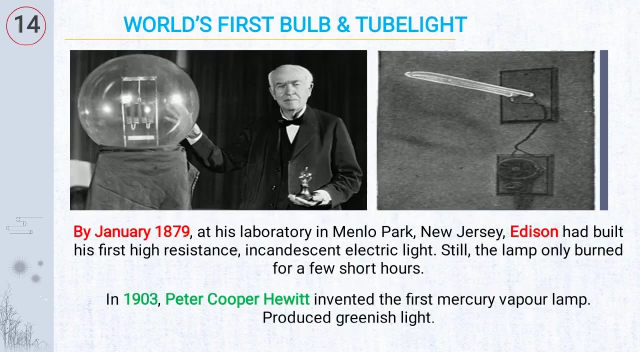 14
WORLD'S FIRST BULB & TUBELIGHT
By January 1879, at his laboratory in Menlo Park, New Jersey, Edison had built
his first high resistance, incandescent electric light. Still, the lamp only burned
for a few short hours.
In 1903, Peter Cooper Hewitt invented the first mercury vapour lamp.
Produced greenish light.